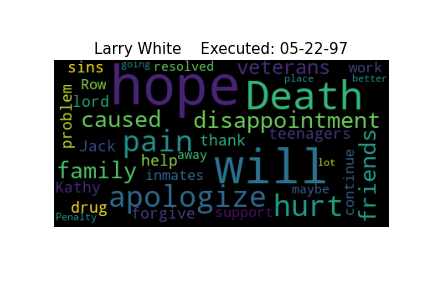 Larry White    Executed: 05-22-97
sins going resolved veterans work
Row hope Death place better
lord
problem caused disappointment
pain thank teenagers
Jack help away
family inmates will lot friends
Kathy apologize maybe continue
drug forgive support hurt
Penalty